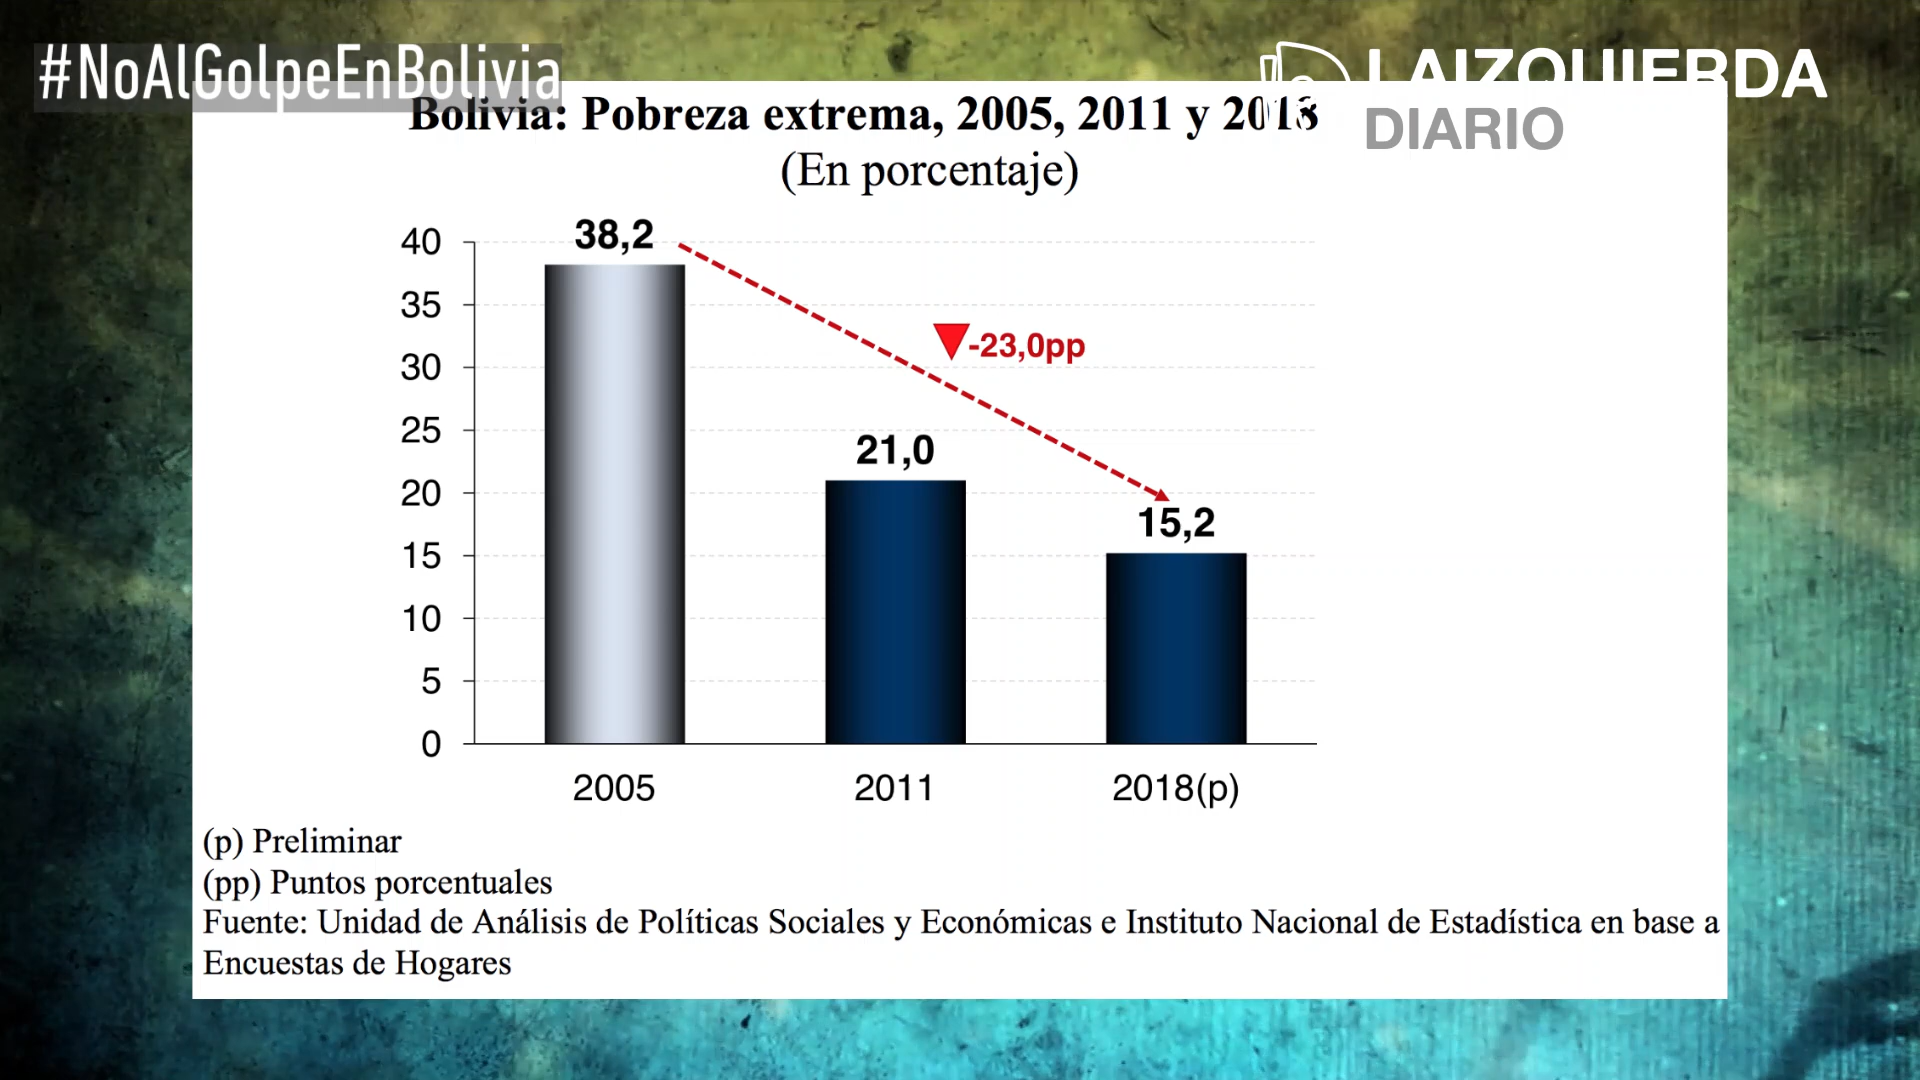 #NoAlGolpeEnBolivia
LAIZQUIERDA
DIARIO
Bolivia: Pobreza extrema, 2005, 2011 y 2018
(En porcentaje)
40
35
30
25
20
15
10
5
0
38,2
-23,0pp
21,0
15,2
2005
2011
2018(p)
(p) Preliminar
(pp) Puntos porcentuales
Fuente: Unidad de Análisis de Políticas Sociales y Económicas e Instituto Nacional de Estadística en base a
Encuestas de Hogares